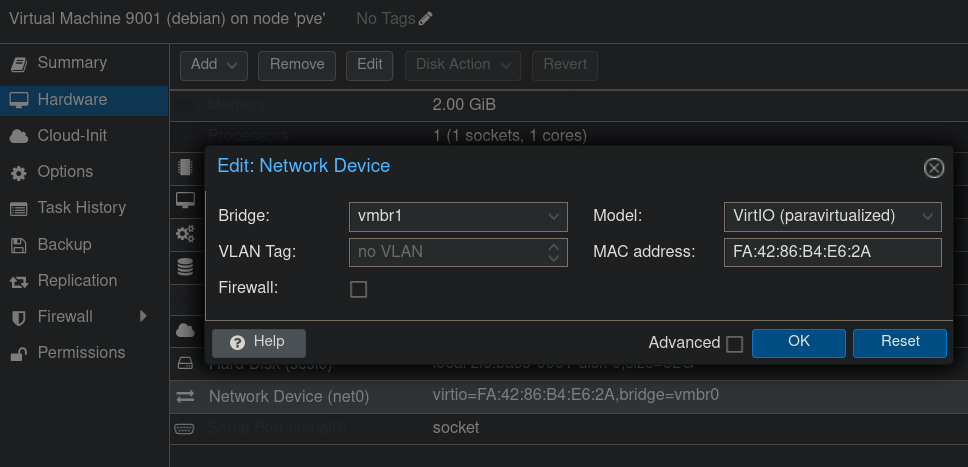 Virtual Machine 9001 (debian) on node 'pve' No Tags
Summary
Hardware
Cloud-Init
Options
Task History
Backup
Replication
Firewall
Permissions
Add Remove Edit Disk Action Revert
Memory 2.00 GiB
Processors 1 (1 sockets, 1 cores)
Edit: Network Device
Bridge: vmbr1 Model: VirtIO (paravirtualized)
VLAN Tag: no VLAN MAC address: FA:42:86:B4:E6:2A
Firewall:
Help Advanced OK Reset
Hard Disk
Network Device (net0) virtio=FA:42:86:B4:E6:2A,bridge=vmbr0
Serial Port (serial0) socket